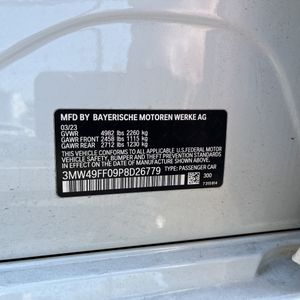 MFD BY BAYERISCHE MOTOREN WERKE AG
03/23
GVWR 4982 lbs 2260 kg
GAWR FRONT 2458 lbs 1115 kg
GAWR REAR 2712 lbs 1230 kg
THIS VEHICLE CONFORMS TO ALL APPLICABLE U.S. FEDERAL MOTOR
VEHICLE SAFETY, BUMPER AND THEFT PREVENTION STANDARDS
IN EFFECT ON THE DATE OF MANUFACTURE SHOWN ABOVE.
3MW49FF09P8D26779 TYPE: PASSENGER CAR
300